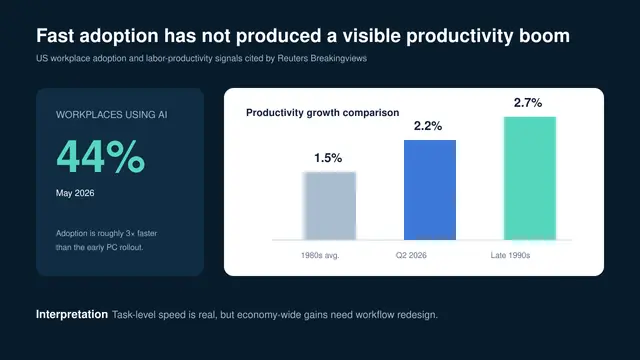 Fast adoption has not produced a visible productivity boom
US workplace adoption and labor-productivity signals cited by Reuters Breakingviews
WORKPLACES USING AI
44%
May 2026
Adoption is roughly 3× faster
than the early PC rollout.
Productivity growth comparison
1.5%
2.2%
2.7%
1980s avg.
Q2 2026
Late 1990s
Interpretation Task-level speed is real, but economy-wide gains need workflow redesign.